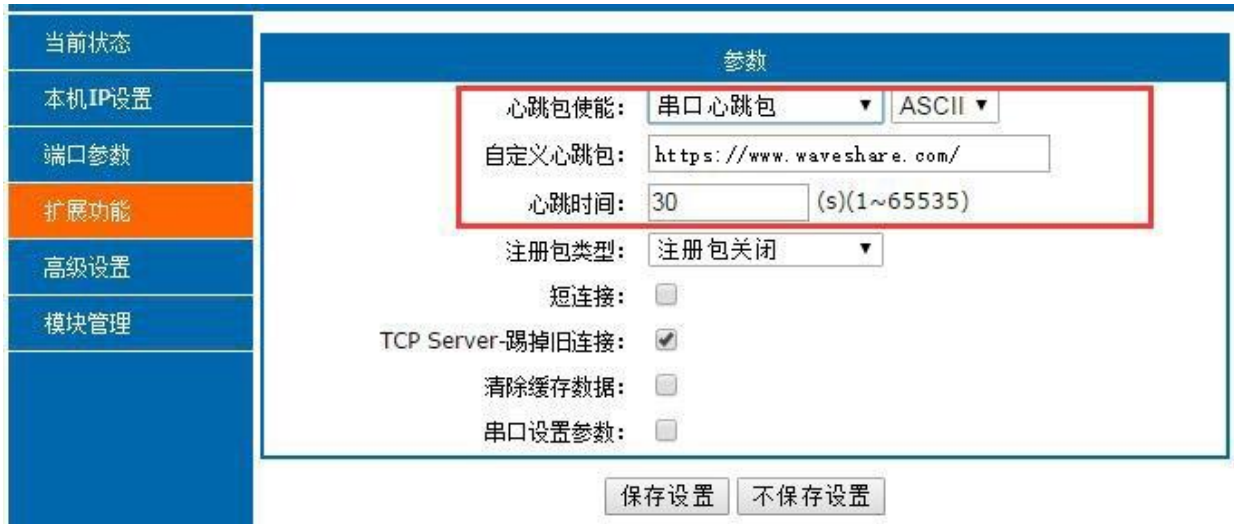 当前状态
本机IP设置
端口参数
扩展功能
高级设置
模块管理
参数
心跳包使能： 串口心跳包 ASCII
自定义心跳包： https://www.waveshare.com/
心跳时间： 30 (s)(1~65535)
注册包类型： 注册包关闭
短连接：
TCP Server-踢掉旧连接：
清除缓存数据：
串口设置参数：
保存设置 不保存设置